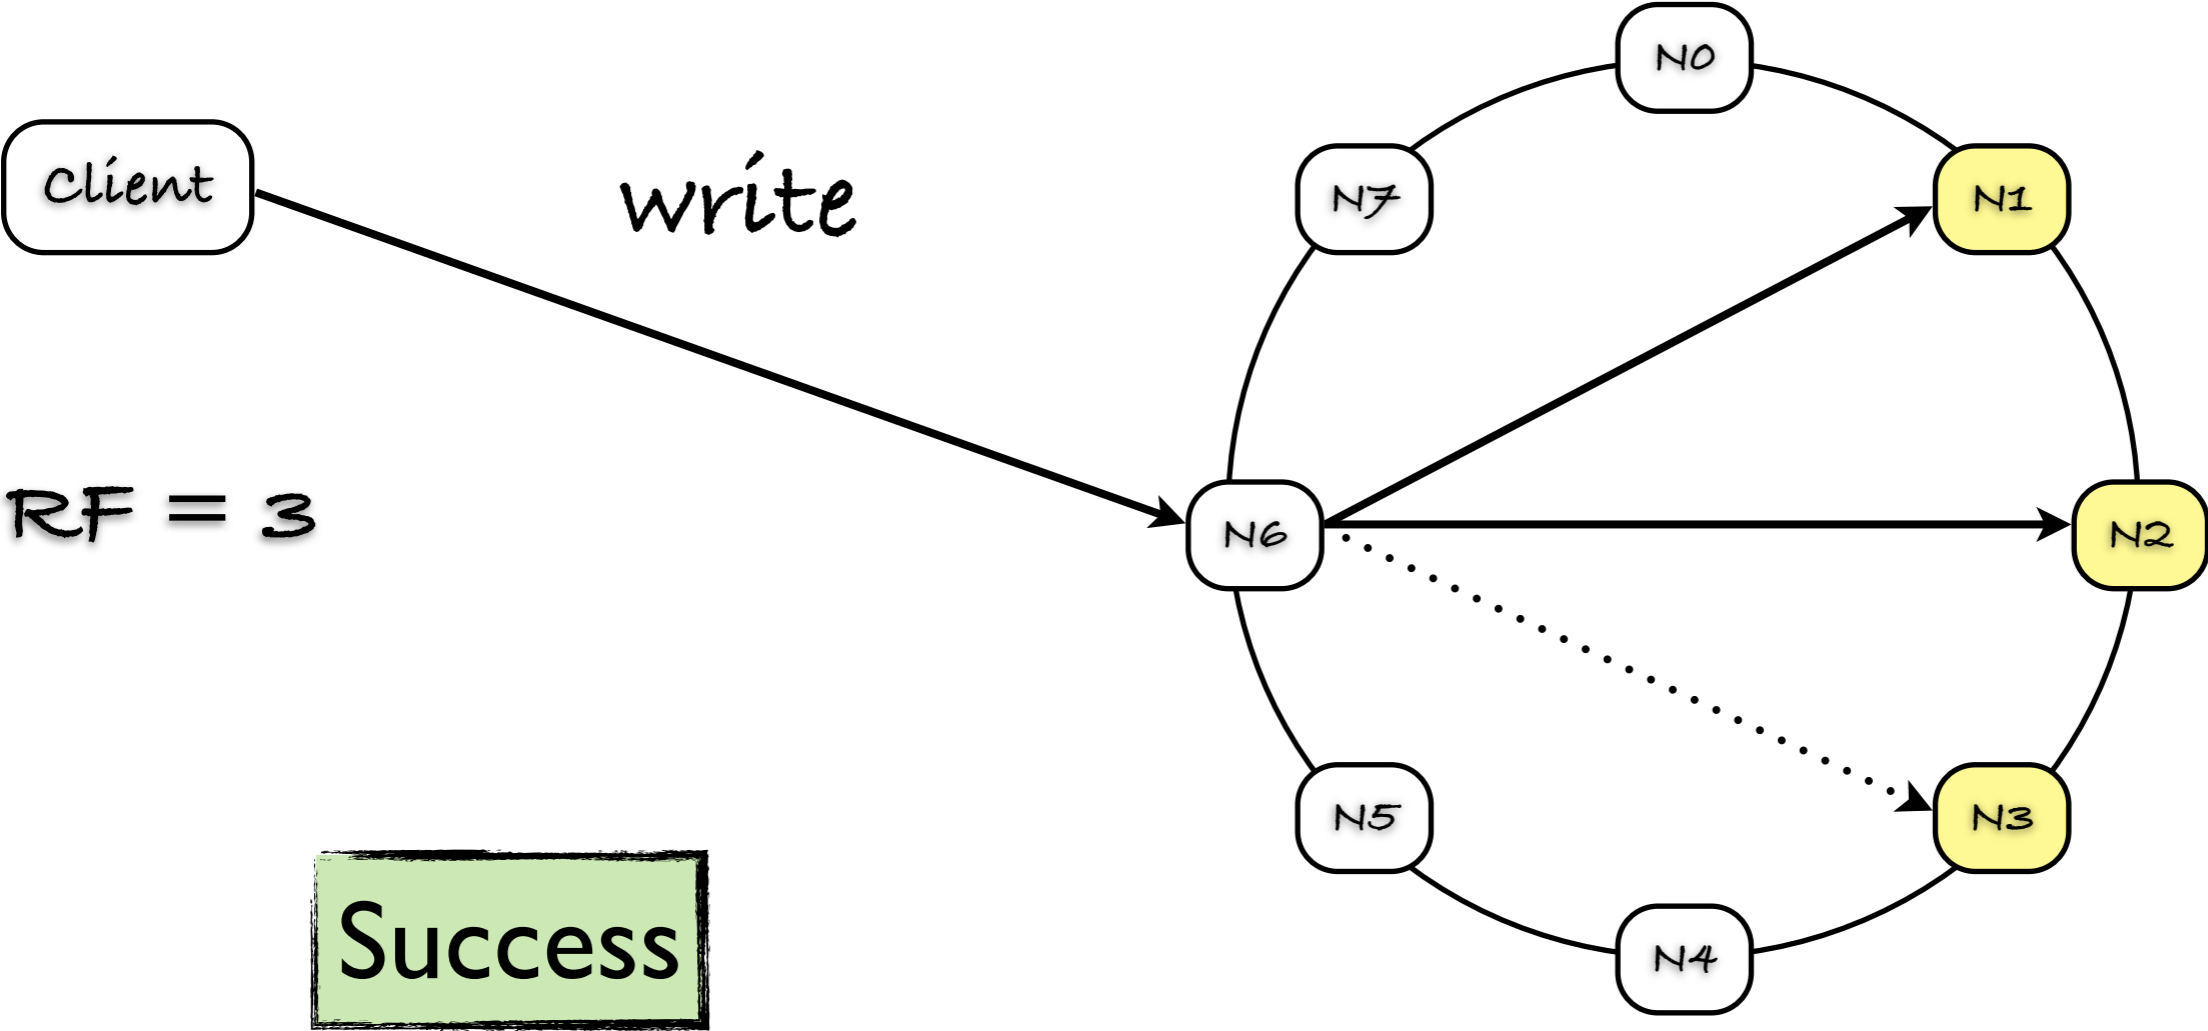 Client
write
RF = 3
Success
N0
N7
N1
N6
N2
N5
N3
N4